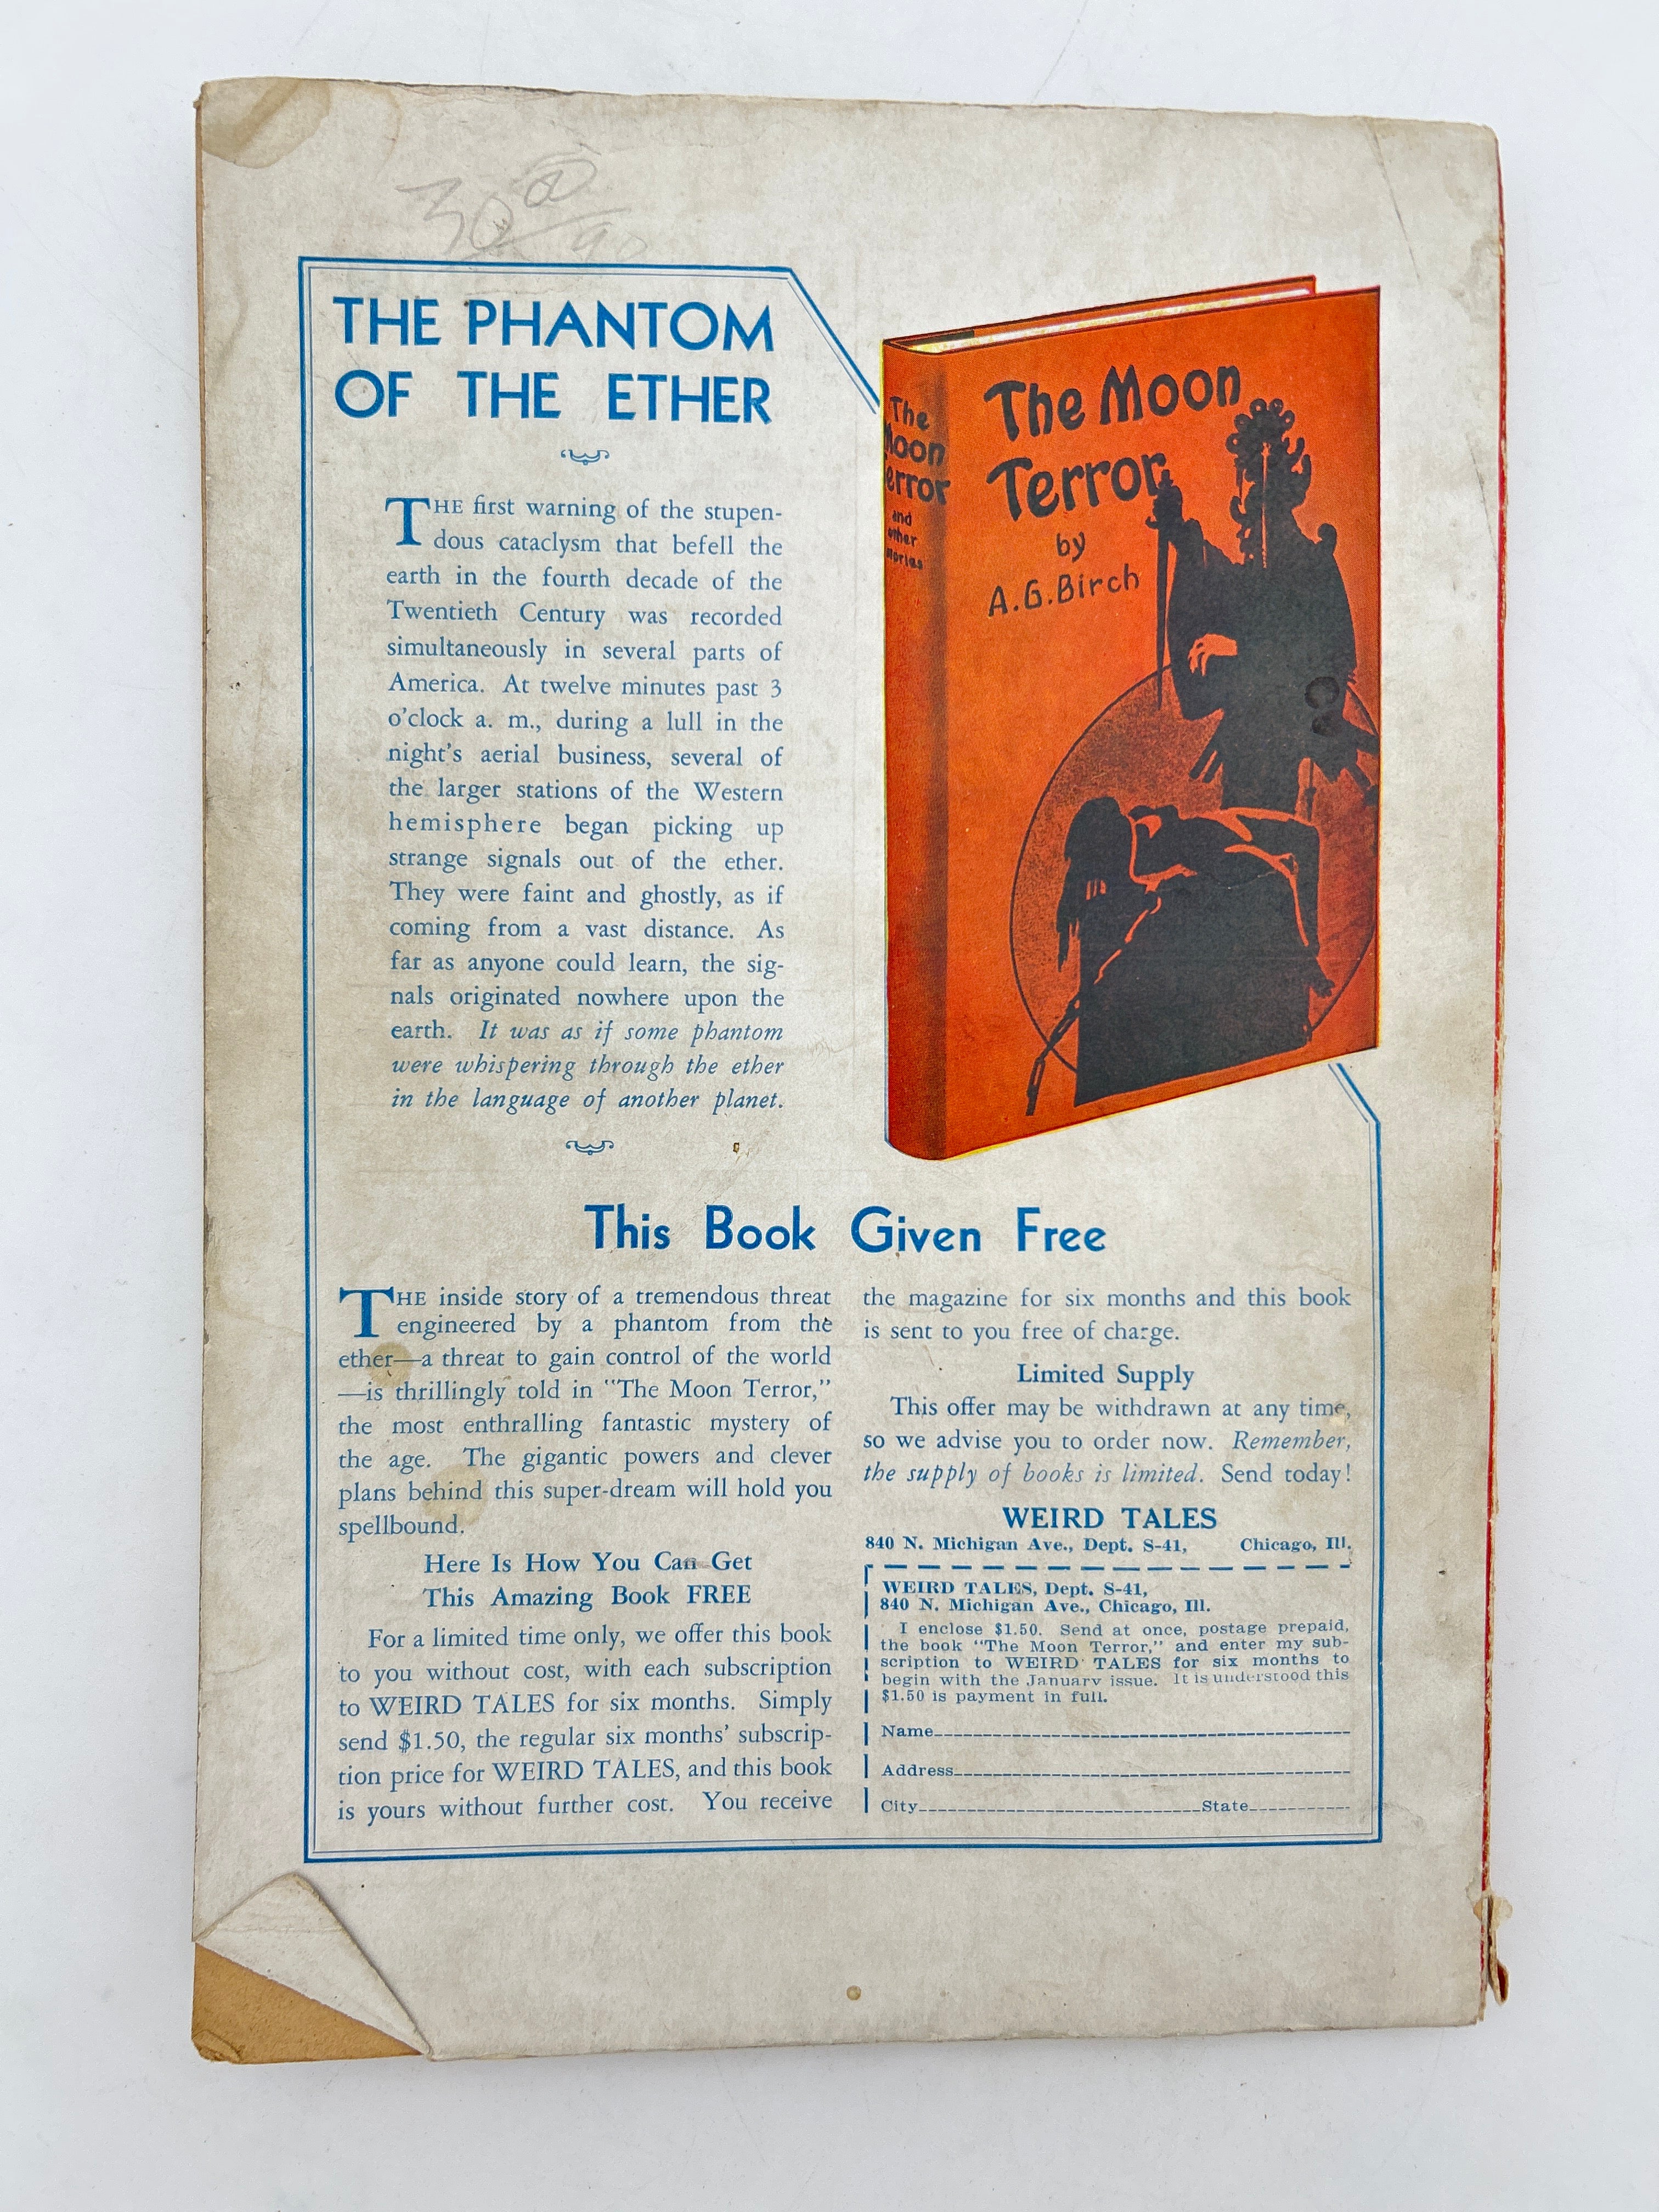 THE PHANTOM
OF THE ETHER
THE first warning of the stupen-
dous cataclysm that befell the
earth in the fourth decade of the
Twentieth Century was recorded
simultaneously in several parts of
America. At twelve minutes past 3
o'clock a. m., during a lull in the
night's aerial business, several of
the larger stations of the Western
hemisphere began picking up
strange signals out of the ether.
They were faint and ghostly, as if
coming from a vast distance. As
far as anyone could learn, the sig-
nals originated nowhere upon the
earth. It was as if some phantom
were whispering through the ether
in the language of another planet.
The
Moon
Terror
and
other
stories
The Moon
Terror
by
A.G.Birch
This Book Given Free
THE inside story of a tremendous threat
engineered by a phantom from the
ether—a threat to gain control of the world
—is thrillingly told in "The Moon Terror,"
the most enthralling fantastic mystery of
the age. The gigantic powers and clever
plans behind this super-dream will hold you
spellbound.
Here Is How You Can Get
This Amazing Book FREE
For a limited time only, we offer this book
to you without cost, with each subscription
to WEIRD TALES for six months. Simply
send $1.50, the regular six months' subscrip-
tion price for WEIRD TALES, and this book
is yours without further cost. You receive
the magazine for six months and this book
is sent to you free of charge.
Limited Supply
This offer may be withdrawn at any time,
so we advise you to order now. Remember,
the supply of books is limited. Send today!
WEIRD TALES
840 N. Michigan Ave., Dept. S-41, Chicago, Ill.
WEIRD TALES, Dept. S-41,
840 N. Michigan Ave., Chicago, Ill.
I enclose $1.50. Send at once, postage prepaid,
the book "The Moon Terror," and enter my sub-
scription to WEIRD TALES for six months to
begin with the January issue. It is understood this
$1.50 is payment in full.
Name
Address
City State